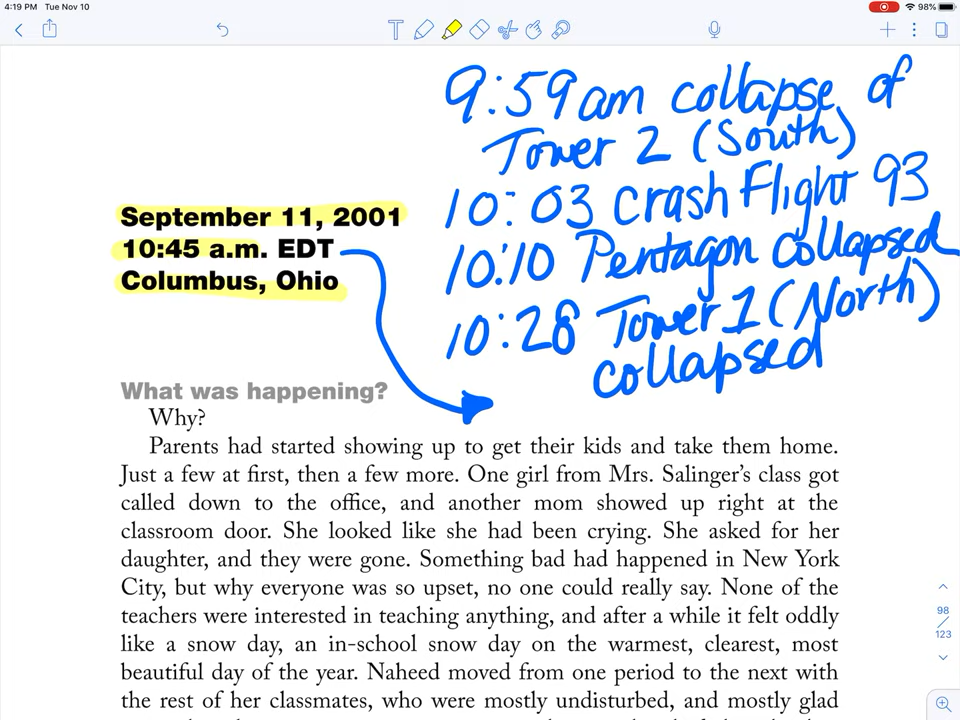 4:19 PM Tue Nov 10
98%
9:59am collapse of
Tower 2 (South)
10:03 Crash Flight 93
10:10 Pentagon Collapsed
10:28 Tower 1 (North)
collapsed
September 11, 2001
10:45 a.m. EDT
Columbus, Ohio
What was happening?
Why?
Parents had started showing up to get their kids and take them home.
Just a few at first, then a few more. One girl from Mrs. Salinger’s class got
called down to the office, and another mom showed up right at the
classroom door. She looked like she had been crying. She asked for her
daughter, and they were gone. Something bad had happened in New York
City, but why everyone was so upset, no one could really say. None of the
teachers were interested in teaching anything, and after a while it felt oddly
like a snow day, an in-school snow day on the warmest, clearest, most
beautiful day of the year. Naheed moved from one period to the next with
the rest of her classmates, who were mostly undisturbed, and mostly glad
98
123